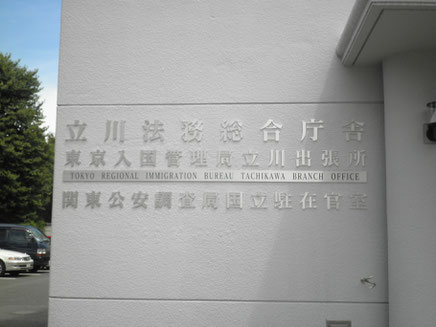 立川法務総合庁舎
東京入国管理局立川出張所
TOKYO REGIONAL IMMIGRATION BUREAU TACHIKAWA BRANCH OFFICE
関東公安調査局国立駐在官室